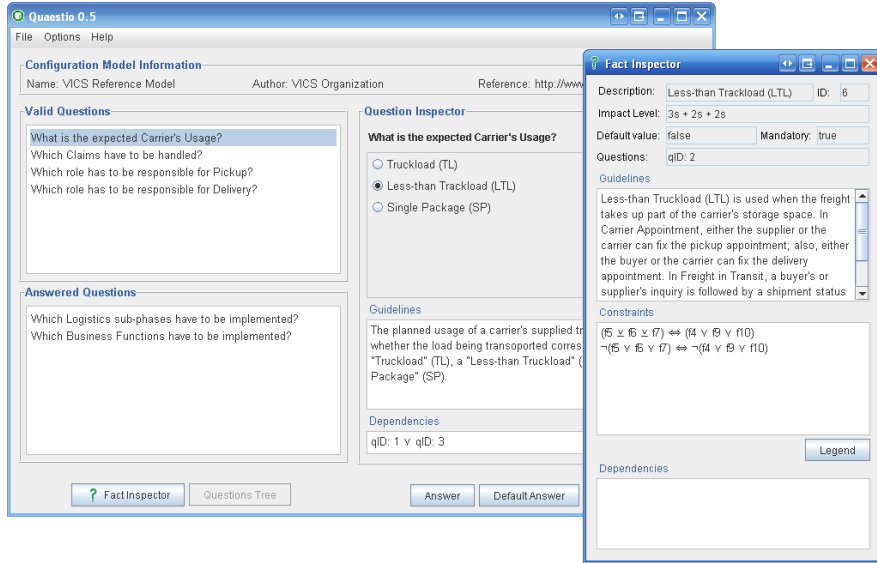 Quaestio 0.5
File Options Help
Configuration Model Information
Name: VICS Reference Model Author: VICS Organization Reference: http://www
Valid Questions
What is the expected Carrier's Usage?
Which Claims have to be handled?
Which role has to be responsible for Pickup?
Which role has to be responsible for Delivery?
Answered Questions
Which Logistics sub-phases have to be implemented?
Which Business Functions have to be implemented?
? Fact Inspector
Questions Tree
Question Inspector
What is the expected Carrier's Usage?
Truckload (TL)
Less-than Trackload (LTL)
Single Package (SP)
Guidelines
The planned usage of a carrier's supplied tr
whether the load being transoported corres
"Truckload" (TL), a "Less-than Truckload" (
Package" (SP).
Dependencies
qID: 1 ∨ qID: 3
Answer
Default Answer
? Fact Inspector
Description: Less-than Trackload (LTL) ID: 6
Impact Level: 3s + 2s + 2s
Default value: false Mandatory: true
Questions: qID: 2
Guidelines
Less-than Truckload (LTL) is used when the freight
takes up part of the carrier's storage space. In
Carrier Appointment, either the supplier or the
carrier can fix the pickup appointment; also, either
the buyer or the carrier can fix the delivery
appointment. In Freight in Transit, a buyer's or
supplier's inquiry is followed by a shipment status
Constraints
(f5 ⊻ f6 ⊻ f7) ⇔ (f4 ∨ f9 ∨ f10)
¬(f5 ∨ f6 ∨ f7) ⇔ ¬(f4 ∨ f9 ∨ f10)
Legend
Dependencies